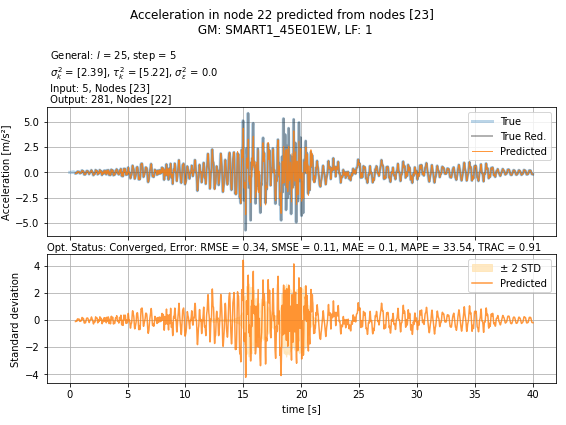 Acceleration in node 22 predicted from nodes [23]
GM: SMART1_45E01EW, LF: 1
General: l = 25, step = 5
σ²ₖ = [2.39], τ²ₖ = [5.22], σ²ₑ = 0.0
Input: 5, Nodes [23]
Output: 281, Nodes [22]
Acceleration [m/s²]
5.0
2.5
0.0
−2.5
−5.0
True
True Red.
Predicted
Opt. Status: Converged, Error: RMSE = 0.34, SMSE = 0.11, MAE = 0.1, MAPE = 33.54, TRAC = 0.91
Standard deviation
4
2
0
−2
−4
± 2 STD
Predicted
0 5 10 15 20 25 30 35 40
time [s]